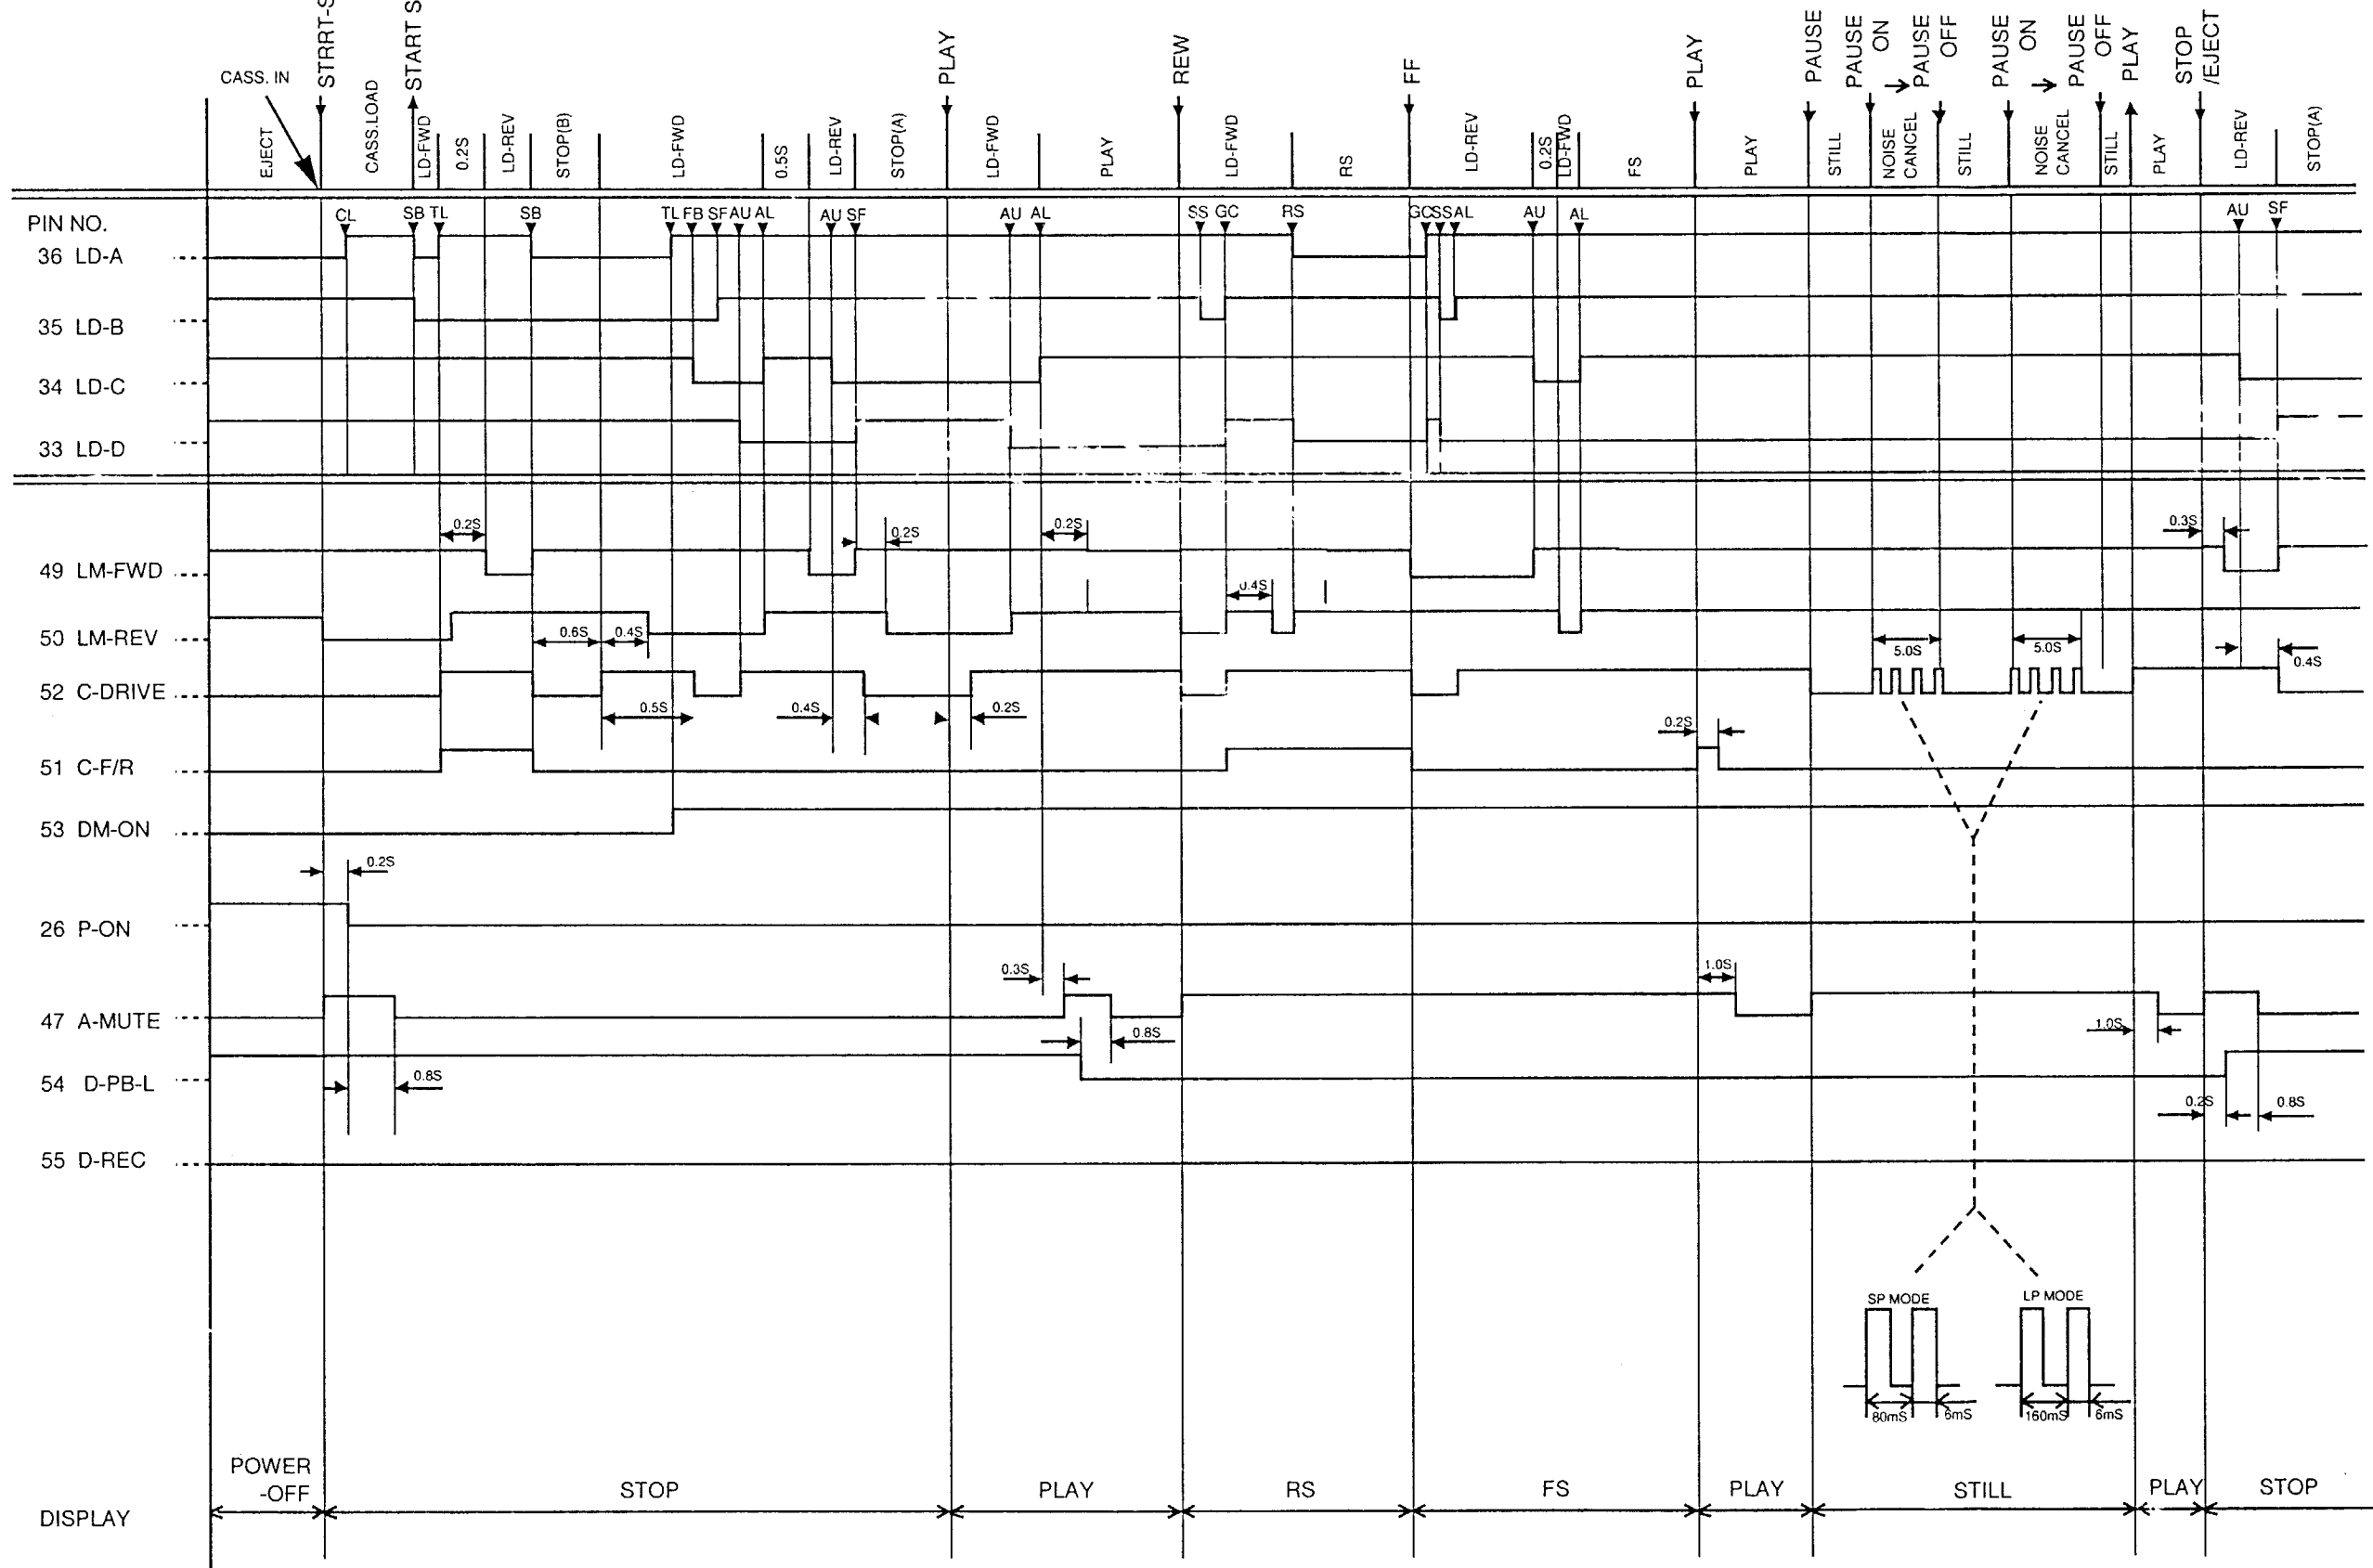 STRRT-S
START S
PLAY
REW
FF
PLAY
PAUSE
PAUSE ON → PAUSE OFF
PAUSE ON → PAUSE OFF
PLAY
STOP /EJECT
CASS. IN
EJECT
CASS.LOAD
LD-FWD
0.2S
LD-REV
STOP(B)
LD-FWD
0.5S
LD-REV
STOP(A)
LD-FWD
PLAY
LD-FWD
RS
LD-REV
0.2S
LD-FWD
FS
PLAY
STILL
NOISE CANCEL
STILL
NOISE CANCEL
STILL
PLAY
LD-REV
STOP(A)
PIN NO.
CL SB TL SB TL FB SF AU AL AU SF AU AL SS GC RS GC SS AL AU AL AU SF
36 LD-A
35 LD-B
34 LD-C
33 LD-D
0.2S 0.2S 0.2S 0.3S
49 LM-FWD
0.4S
50 LM-REV
0.6S 0.4S 5.0S 5.0S
0.4S
52 C-DRIVE
0.5S 0.4S 0.2S 0.2S
51 C-F/R
53 DM-ON
0.2S
26 P-ON
0.3S 1.0S
47 A-MUTE
0.8S 1.0S
54 D-PB-L
0.8S 0.2S 0.8S
55 D-REC
SP MODE LP MODE
80mS 6mS 160mS 6mS
POWER -OFF
STOP PLAY RS FS PLAY STILL PLAY STOP
DISPLAY